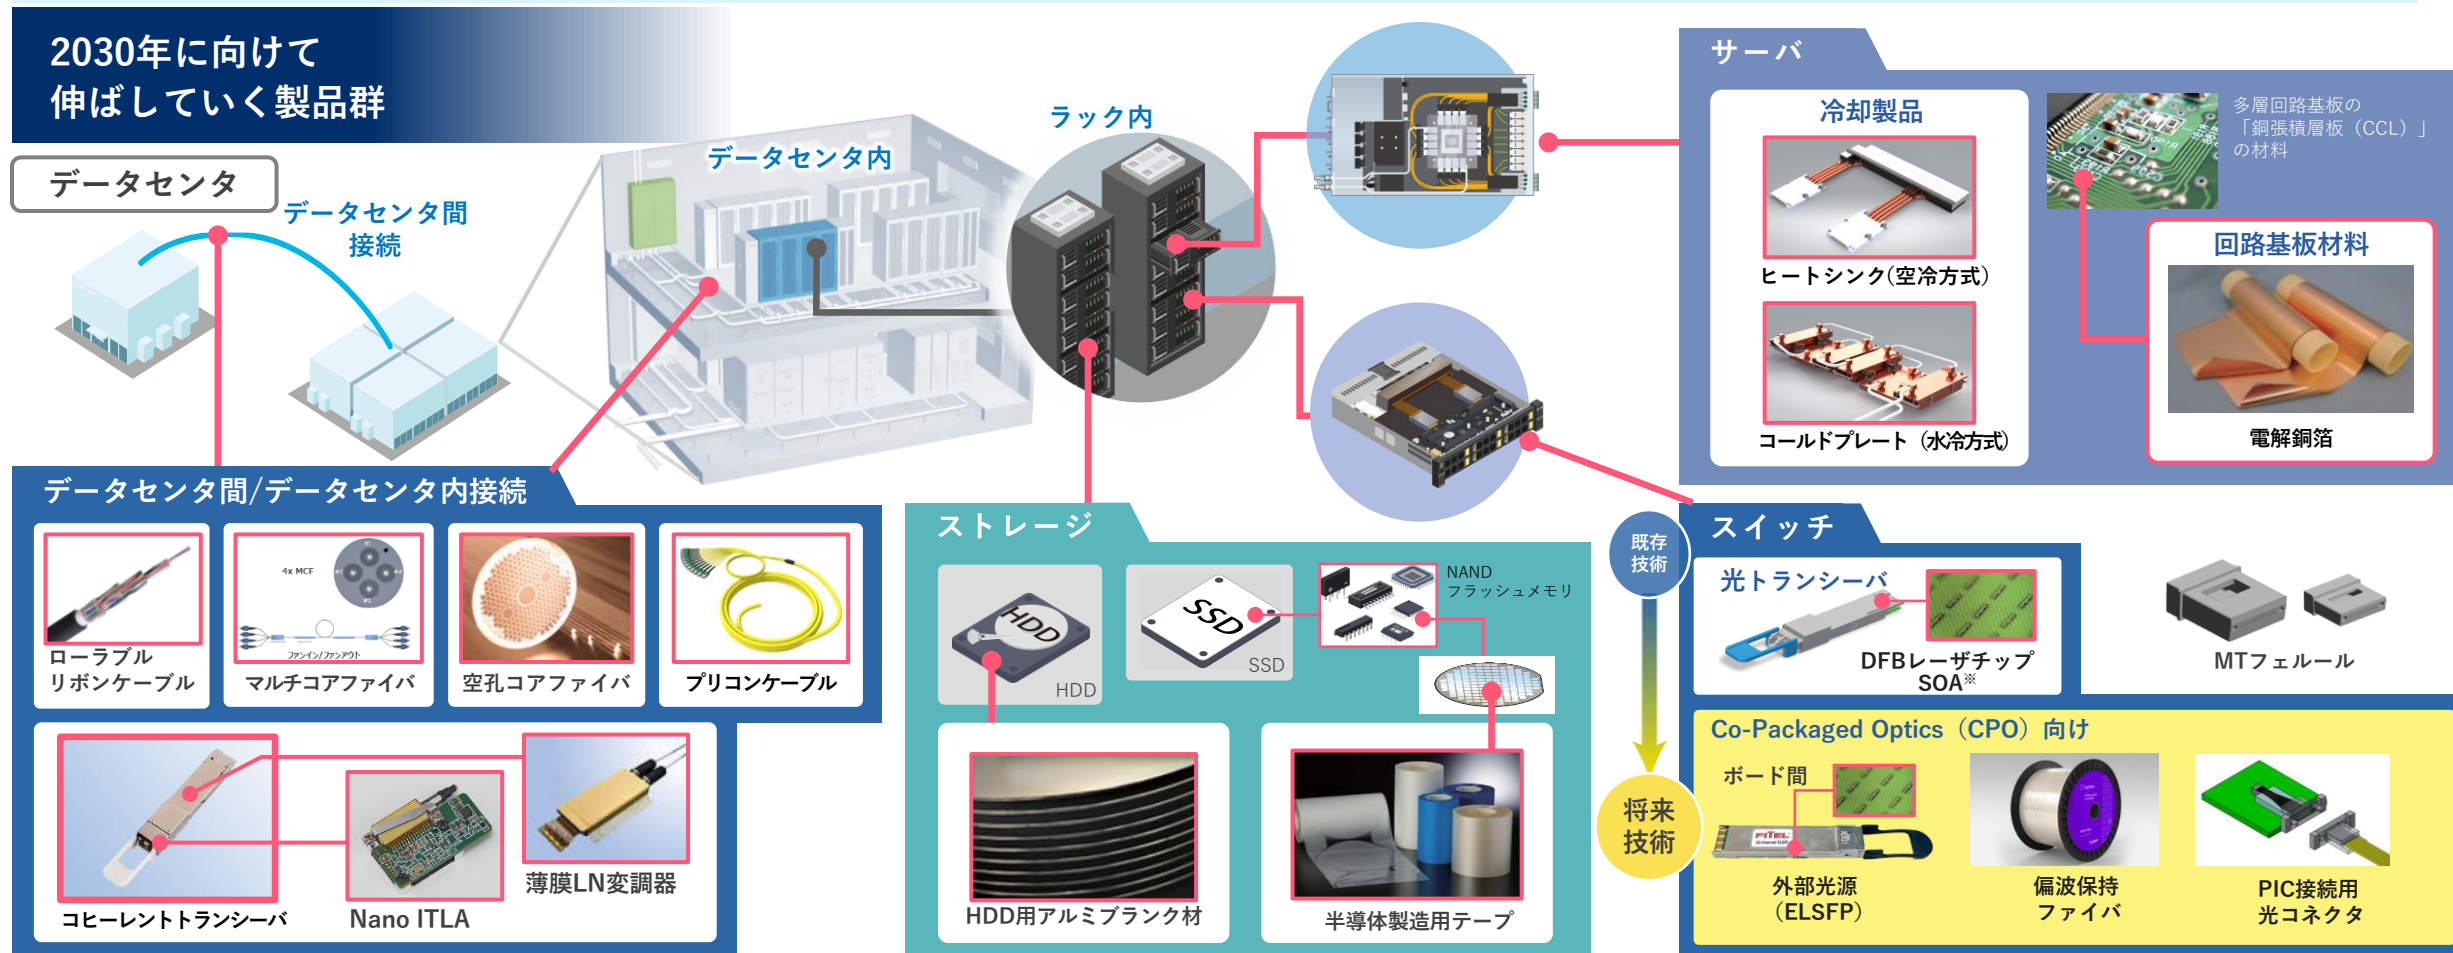 2030年に向けて
伸ばしていく製品群
データセンタ
データセンタ間
接続
データセンタ内
ラック内
データセンタ間/データセンタ内接続
ローラブル
リボンケーブル
4x MCF
ファンイン/ファンアウト
マルチコアファイバ
空孔コアファイバ
プリコンケーブル
コヒーレントトランシーバ
Nano ITLA
薄膜LN変調器
ストレージ
HDD
HDD
SSD
SSD
NAND
フラッシュメモリ
HDD用アルミブランク材
半導体製造用テープ
サーバ
冷却製品
ヒートシンク(空冷方式)
コールドプレート（水冷方式）
多層回路基板の
「銅張積層板（CCL）」
の材料
回路基板材料
電解銅箔
既存
技術
将来
技術
スイッチ
光トランシーバ
DFBレーザチップ
SOA※
MTフェルール
Co-Packaged Optics（CPO）向け
ボード間
FITEL
外部光源
（ELSFP）
偏波保持
ファイバ
PIC接続用
光コネクタ